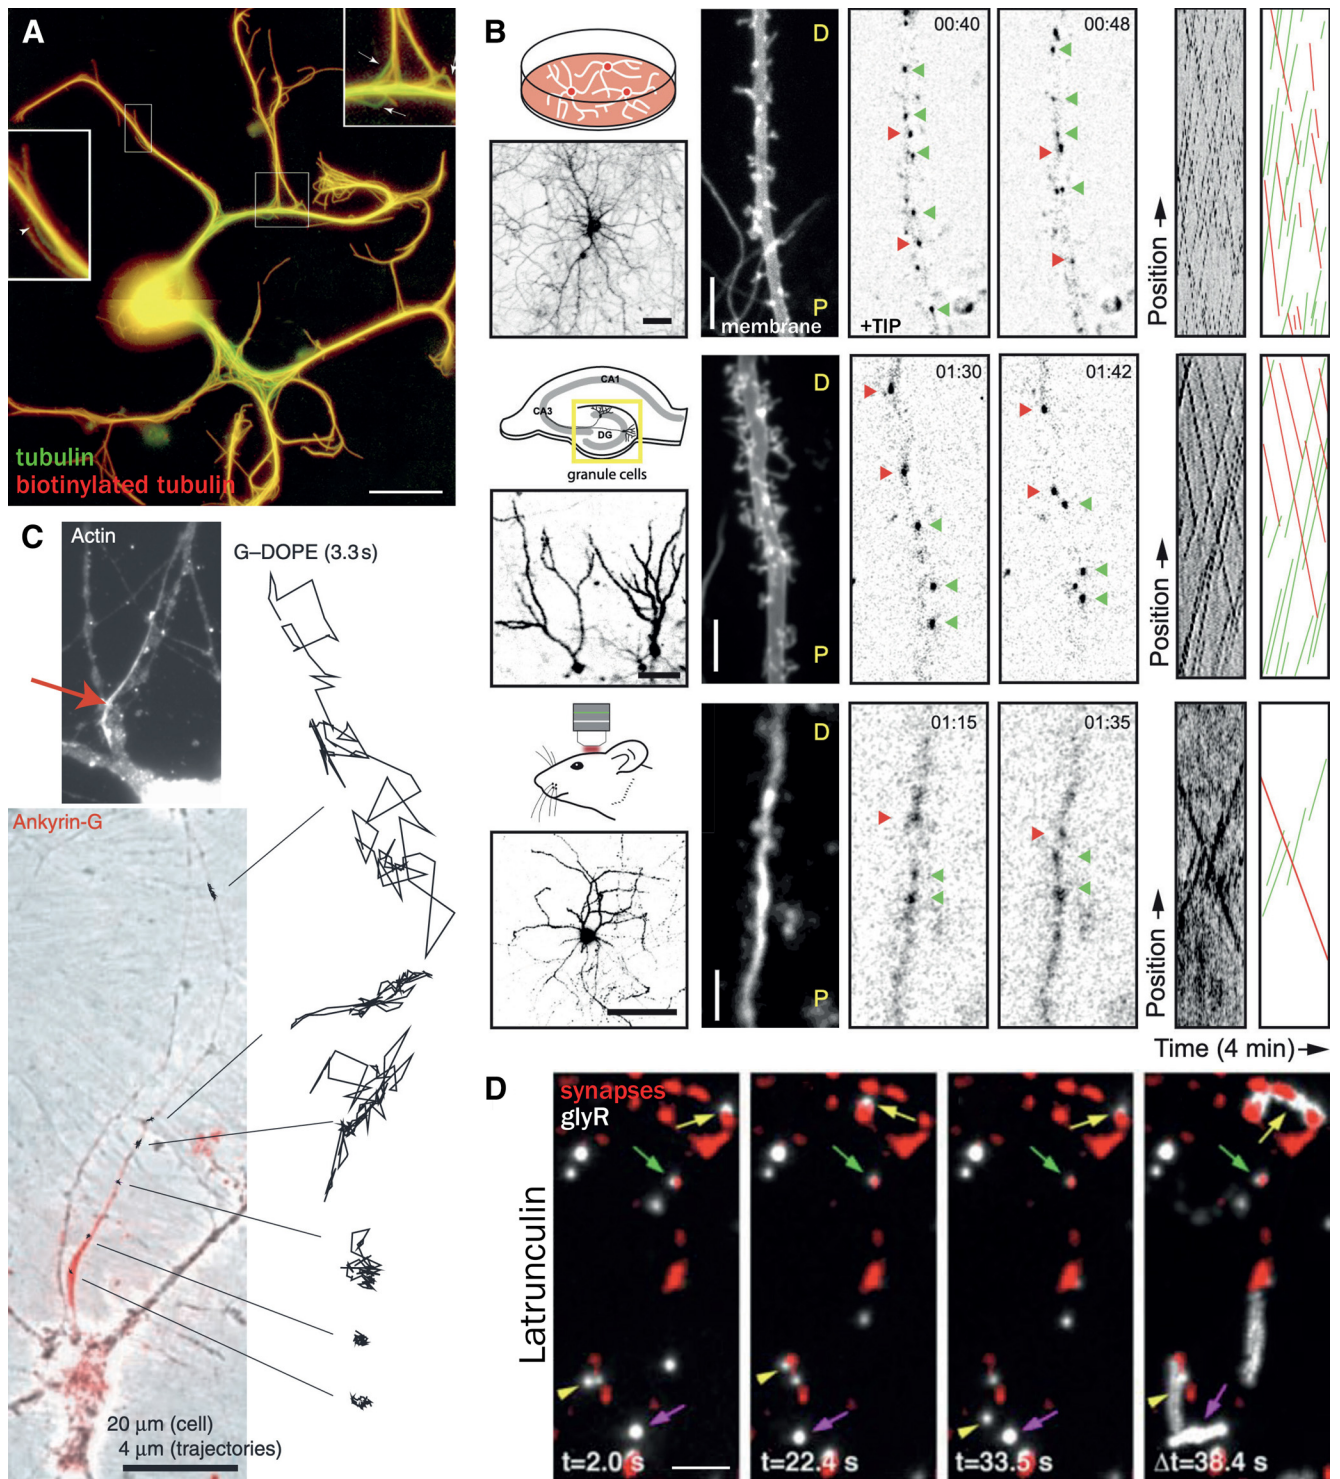 A
tubulin
biotinylated tubulin
B
D
P
membrane
00:40
+TIP
00:48
Position
CA1
CA3
DG
granule cells
D
P
01:30
01:42
Position
D
P
01:15
01:35
Position
Time (4 min)
C
Actin
G–DOPE (3.3 s)
Ankyrin-G
20 μm (cell)
4 μm (trajectories)
D
Latrunculin
synapses
glyR
t=2.0 s
t=22.4 s
t=33.5 s
Δt=38.4 s